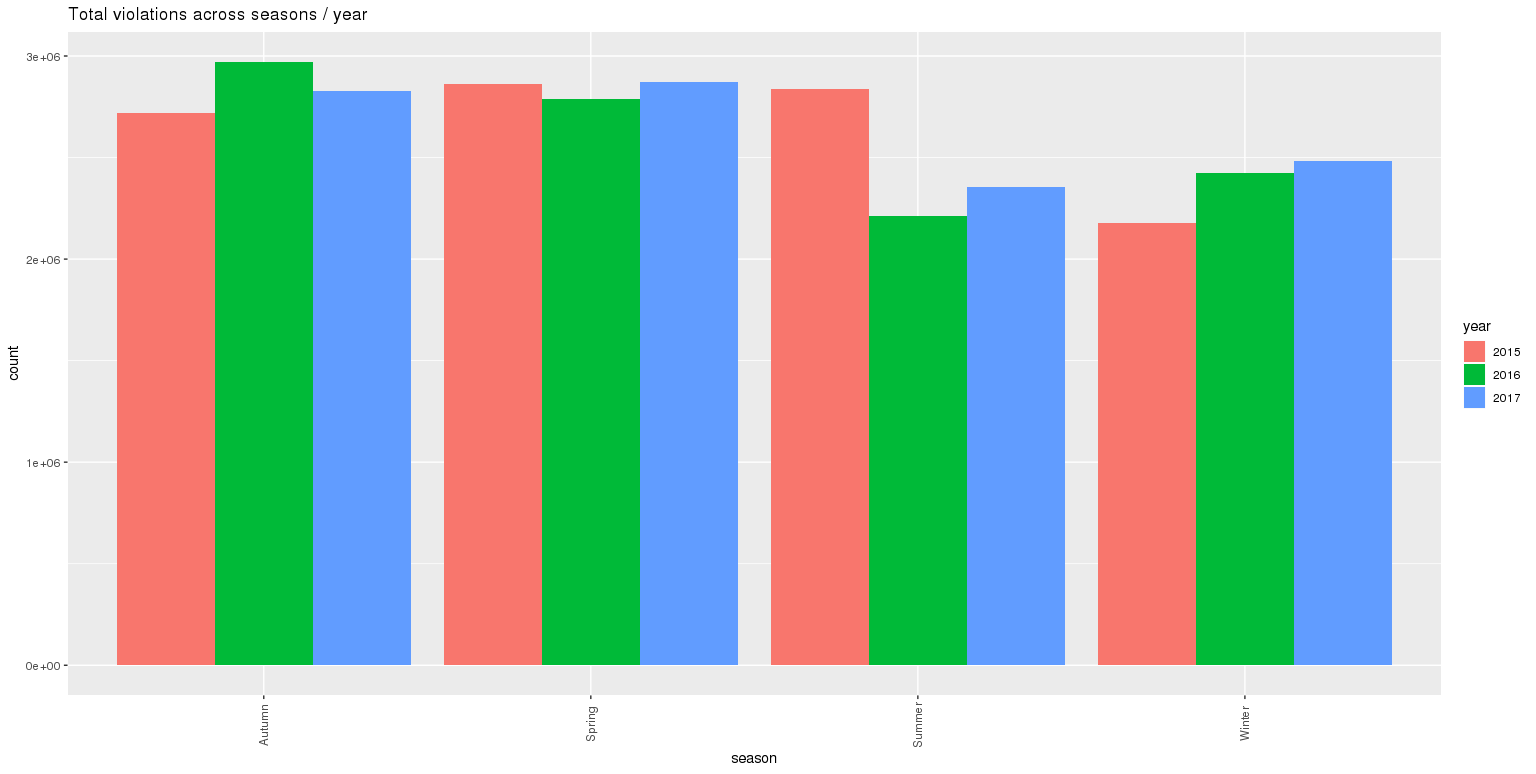 Total violations across seasons / year
3e+06
2e+06
1e+06
0e+00
count
Autumn
Spring
Summer
Winter
season
year
2015
2016
2017